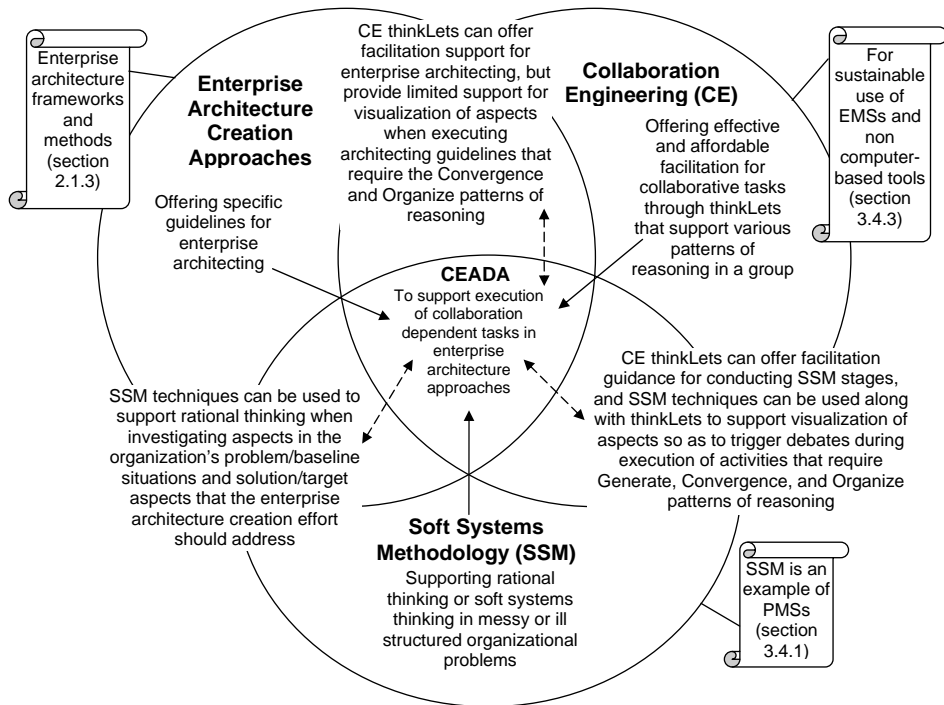 Enterprise
architecture
frameworks
and
methods
(section
2.1.3)
Enterprise
Architecture
Creation
Approaches
Offering specific
guidelines for
enterprise
architecting
CE thinkLets can offer
facilitation support for
enterprise architecting, but
provide limited support for
visualization of aspects
when executing
architecting guidelines that
require the Convergence
and Organize patterns of
reasoning
Collaboration
Engineering (CE)
Offering effective
and affordable
facilitation for
collaborative tasks
through thinkLets
that support various
patterns of
reasoning in a group
For
sustainable
use of
EMSs and
non
computer-
based tools
(section
3.4.3)
CEADA
To support execution
of collaboration
dependent tasks in
enterprise
architecture
approaches
SSM techniques can be used to
support rational thinking when
investigating aspects in the
organization's problem/baseline
situations and solution/target
aspects that the enterprise
architecture creation effort
should address
CE thinkLets can offer facilitation
guidance for conducting SSM stages,
and SSM techniques can be used along
with thinkLets to support visualization of
aspects so as to trigger debates during
execution of activities that require
Generate, Convergence, and Organize
patterns of reasoning
Soft Systems
Methodology (SSM)
Supporting rational
thinking or soft systems
thinking in messy or ill
structured organizational
problems
SSM is an
example of
PMSs
(section
3.4.1)